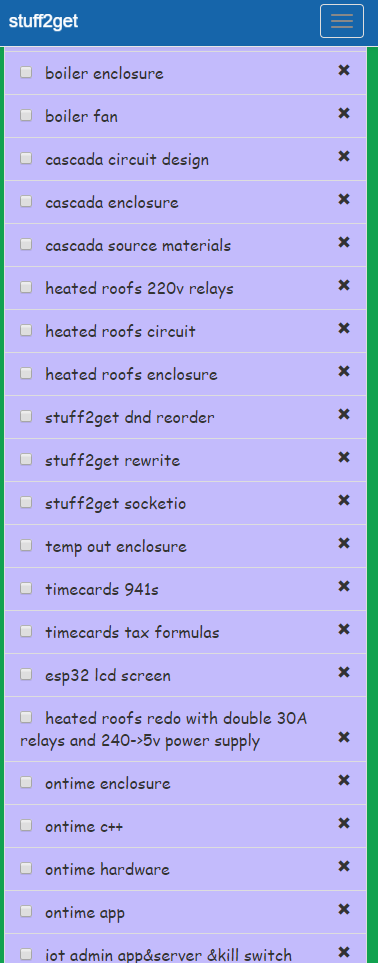 stuff2get
boiler enclosure
boiler fan
cascada circuit design
cascada enclosure
cascada source materials
heated roofs 220v relays
heated roofs circuit
heated roofs enclosure
stuff2get dnd reorder
stuff2get rewrite
stuff2get socketio
temp out enclosure
timecards 941s
timecards tax formulas
esp32 lcd screen
heated roofs redo with double 30A
relays and 240->5v power supply
ontime enclosure
ontime c++
ontime hardware
ontime app
iot admin app&server &kill switch